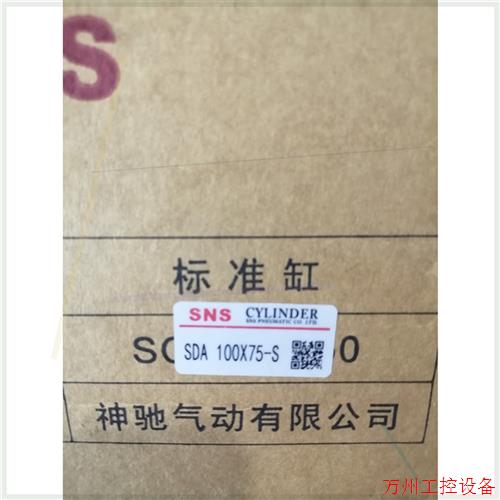 S
标准缸
SNS CYLINDER
SNS PNEUMATIC CO.,LTD.
SDA 100X75-S
SC
0
神驰气动有限公司
万州工控设备